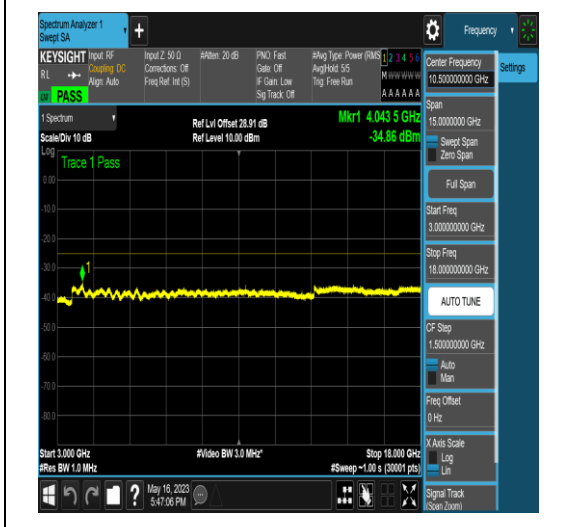 Spectrum Analyzer 1
Swept SA
+
Frequency
KEYSIGHT
RL
PASS
Input: RF
Coupling: DC
Align: Auto
Input Z: 50 Ω
Corrections: Off
Freq Ref: Int (S)
#Atten: 20 dB
PNO: Fast
Gate: Off
IF Gain: Low
Sig Track: Off
#Avg Type: Power (RMS)
Avg|Hold: 5/5
Trig: Free Run
1 2 3 4 5 6
M W W W W W
A A A A A A
1 Spectrum
Scale/Div 10 dB
Ref Lvl Offset 28.91 dB
Ref Level 10.00 dBm
Mkr1 4.043 5 GHz
-34.86 dBm
Log
Trace 1 Pass
0.00
-10.0
-20.0
-30.0
1
-40.0
-50.0
-60.0
-70.0
-80.0
Start 3.000 GHz
#Res BW 1.0 MHz
#Video BW 3.0 MHz*
Stop 18.000 GHz
#Sweep ~1.00 s (30001 pts)
?
May 16, 2023
5:47:06 PM
Center Frequency
10.500000000 GHz
Span
15.0000000 GHz
Swept Span
Zero Span
Full Span
Start Freq
3.000000000 GHz
Stop Freq
18.000000000 GHz
AUTO TUNE
CF Step
1.500000000 GHz
Auto
Man
Freq Offset
0 Hz
X Axis Scale
Log
Lin
Signal Track
(Span Zoom)
Settings